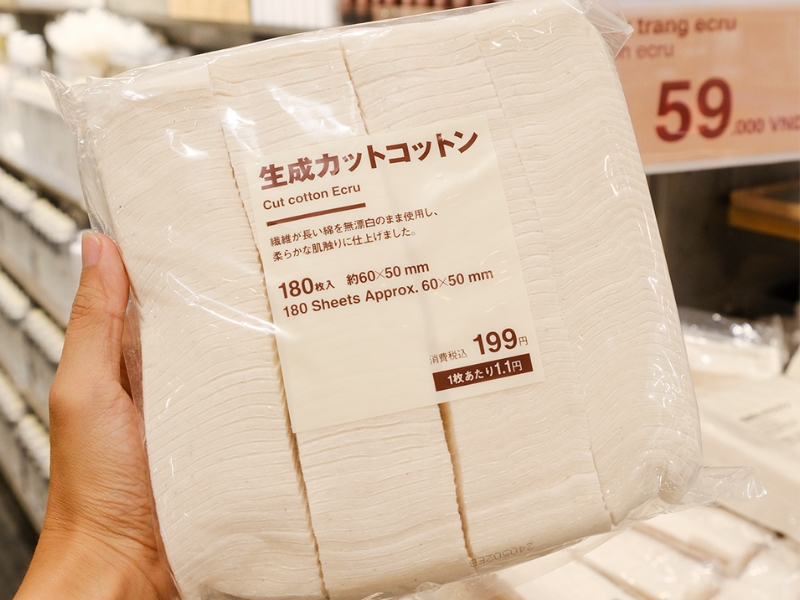 生成カットコットン
Cut cotton Ecru
繊維が長い綿を無漂白のまま使用し、
柔らかな肌触りに仕上げました。
180枚入 約60×50mm
180 Sheets Approx. 60×50 mm
消費税込 199円
1枚あたり1.1円
trang ecru
ecru
59.000 VND